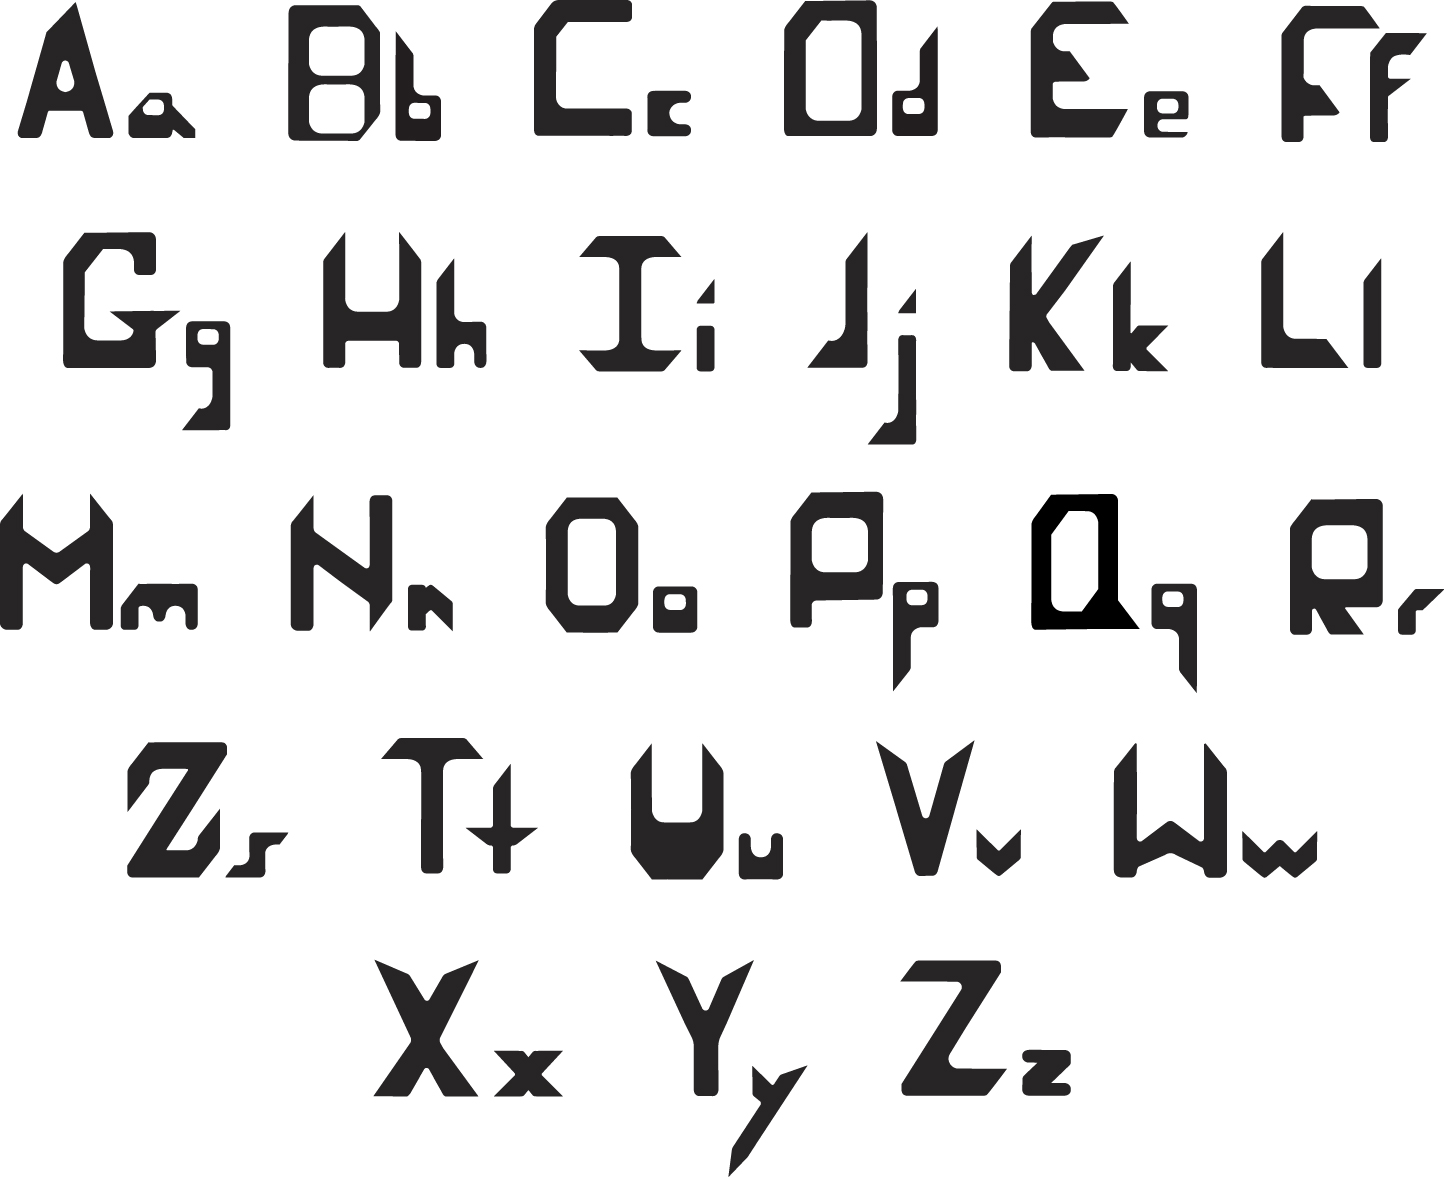 Aa Bb Cc Dd Ee Ff
Gg Hh Ii Jj Kk Ll
Mm Nn Oo Pp Qq Rr
Ss Tt Uu Vv Ww
Xx Yy Zz